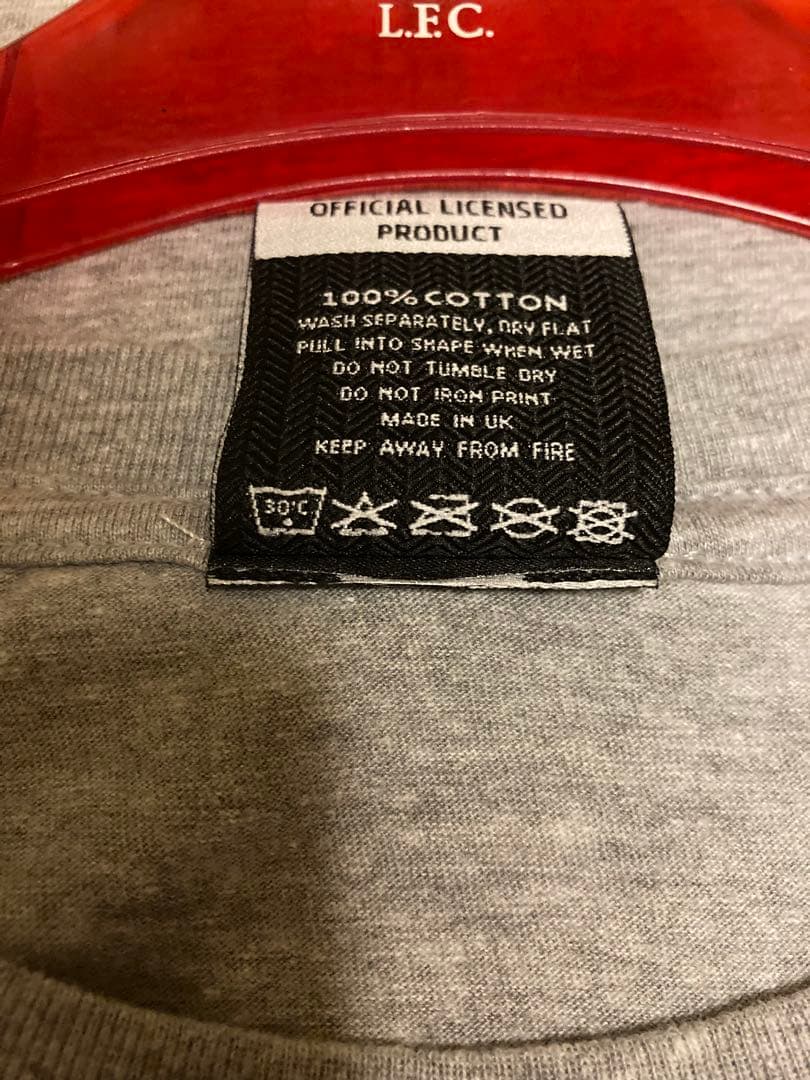 L.F.C.
OFFICIAL LICENSED
PRODUCT
100% COTTON
WASH SEPARATELY, DRY FLAT
PULL INTO SHAPE WHEN WET
DO NOT TUMBLE DRY
DO NOT IRON PRINT
MADE IN UK
KEEP AWAY FROM FIRE
30°C